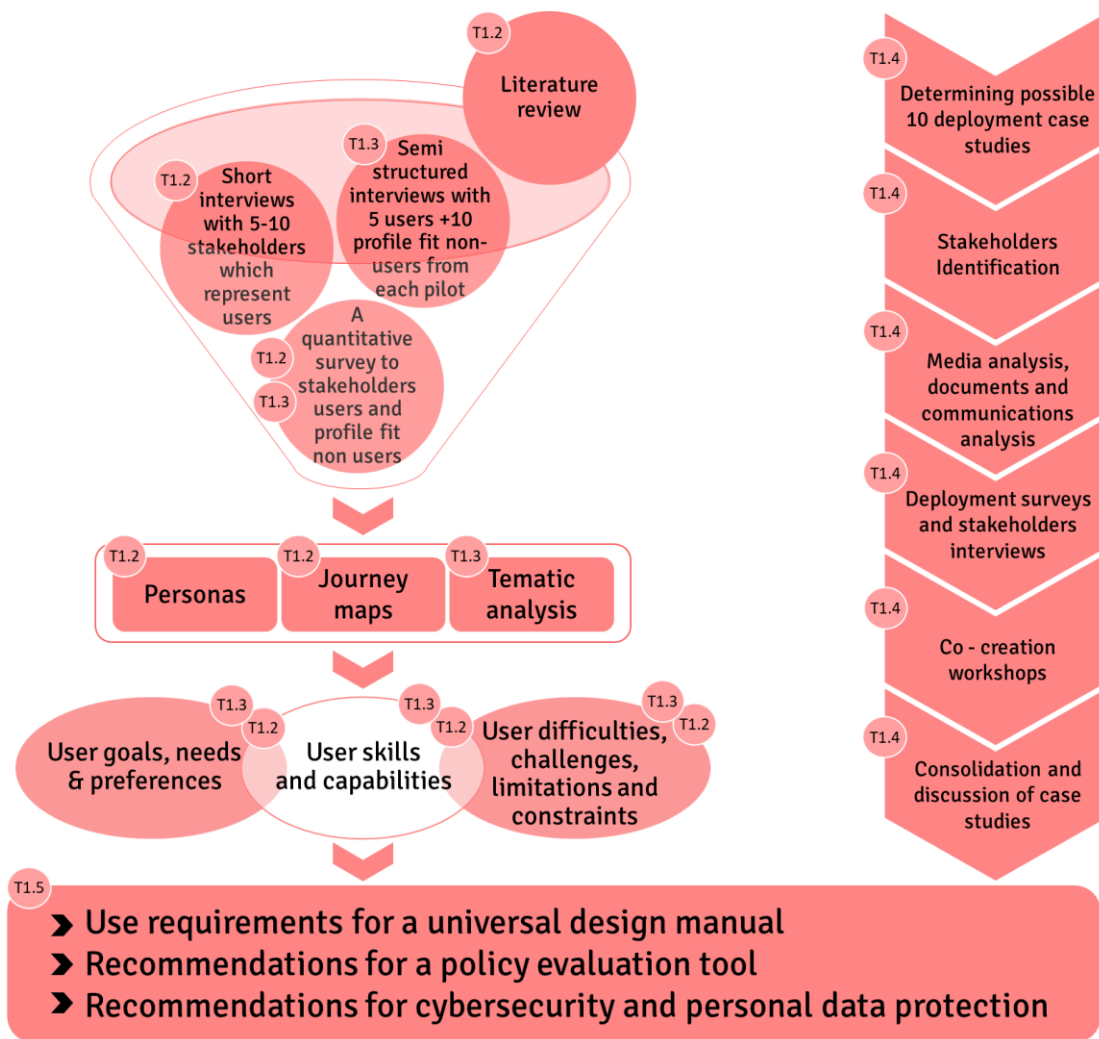 T1.2
Literature
review
T1.3
Semi
structured
interviews with
5 users +10
profile fit non-
users from
each pilot
T1.2
Short
interviews
with 5-10
stakeholders
which
represent
users
T1.2
T1.3
A
quantitative
survey to
stakeholders
users and
profile fit
non users
T1.2
Personas
T1.2
Journey
maps
T1.3
Tematic
analysis
T1.3
T1.2
User goals, needs
& preferences
T1.3
T1.2
User skills
and capabilities
T1.3
T1.2
User difficulties,
challenges,
limitations and
constraints
T1.4
Determining possible
10 deployment case
studies
T1.4
Stakeholders
Identification
T1.4
Media analysis,
documents and
communications
analysis
T1.4
Deployment surveys
and stakeholders
interviews
T1.4
Co - creation
workshops
T1.4
Consolidation and
discussion of case
studies
T1.5
Use requirements for a universal design manual
Recommendations for a policy evaluation tool
Recommendations for cybersecurity and personal data protection